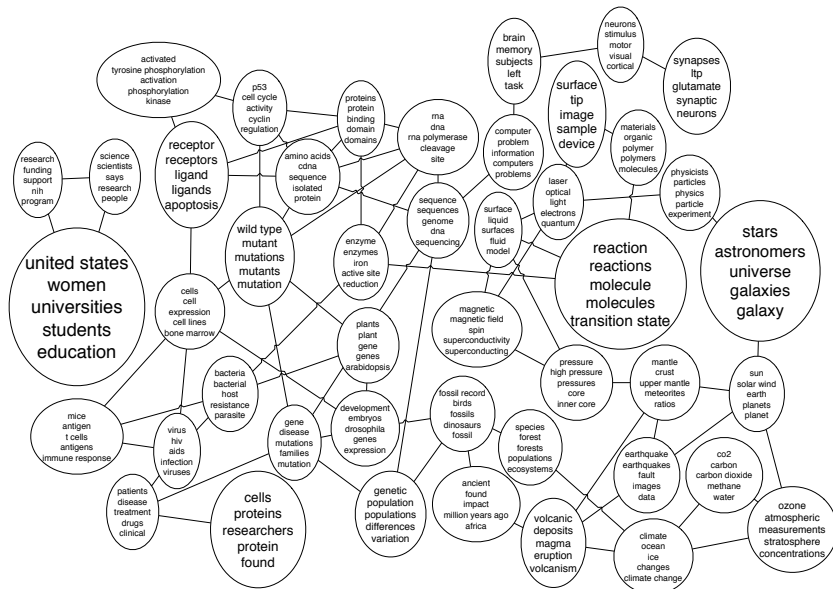 activated
tyrosine phosphorylation
activation
phosphorylation
kinase
p53
cell cycle
activity
cyclin
regulation
proteins
protein
binding
domain
domains
rna
dna
rna polymerase
cleavage
site
brain
memory
subjects
left
task
neurons
stimulus
motor
visual
cortical
synapses
ltp
glutamate
synaptic
neurons
surface
tip
image
sample
device
research
funding
support
nih
program
science
scientists
says
research
people
receptor
receptors
ligand
ligands
apoptosis
amino acids
cdna
sequence
isolated
protein
computer
problem
information
computers
problems
materials
organic
polymer
polymers
molecules
laser
optical
light
electrons
quantum
physicists
particles
physics
particle
experiment
sequence
sequences
genome
dna
sequencing
surface
liquid
surfaces
fluid
model
wild type
mutant
mutations
mutants
mutation
enzyme
enzymes
iron
active site
reduction
united states
women
universities
students
education
reaction
reactions
molecule
molecules
transition state
stars
astronomers
universe
galaxies
galaxy
cells
cell
expression
cell lines
bone marrow
magnetic
magnetic field
spin
superconductivity
superconducting
plants
plant
gene
genes
arabidopsis
pressure
high pressure
pressures
core
inner core
mantle
crust
upper mantle
meteorites
ratios
sun
solar wind
earth
planets
planet
bacteria
bacterial
host
resistance
parasite
mice
antigen
t cells
antigens
immune response
virus
hiv
aids
infection
viruses
gene
disease
mutations
families
mutation
development
embryos
drosophila
genes
expression
fossil record
birds
fossils
dinosaurs
fossil
species
forest
forests
populations
ecosystems
earthquake
earthquakes
fault
images
data
co2
carbon
carbon dioxide
methane
water
patients
disease
treatment
drugs
clinical
cells
proteins
researchers
protein
found
genetic
population
populations
differences
variation
ancient
found
impact
million years ago
africa
volcanic
deposits
magma
eruption
volcanism
climate
ocean
ice
changes
climate change
ozone
atmospheric
measurements
stratosphere
concentrations